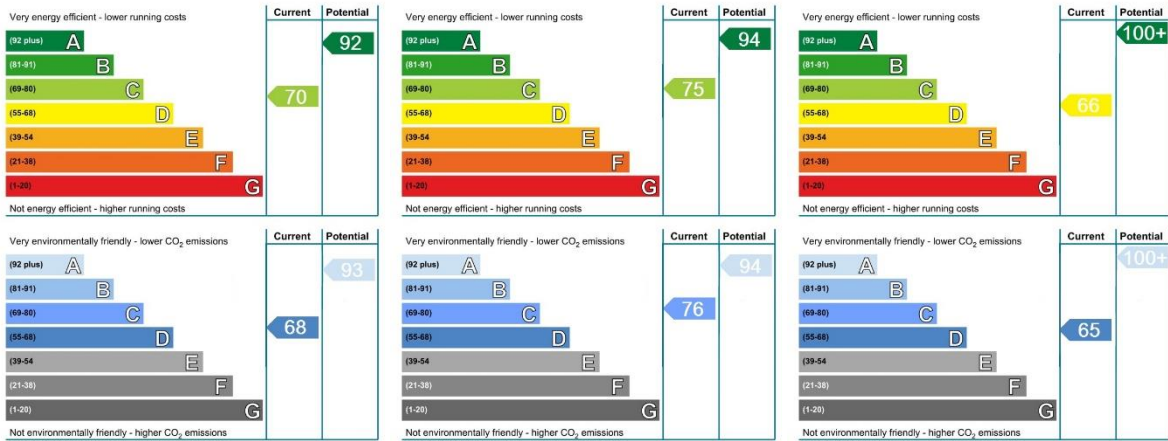 Very energy efficient - lower running costs
Current Potential
(92 plus) A
92
(81-91) B
(69-80) C
70
(55-68) D
(39-54 E
(21-38) F
(1-20) G
Not energy efficient - higher running costs
Very energy efficient - lower running costs
Current Potential
(92 plus) A
94
(81-91) B
(69-80) C
75
(55-68) D
(39-54 E
(21-38) F
(1-20) G
Not energy efficient - higher running costs
Very energy efficient - lower running costs
Current Potential
100+
(92 plus) A
(81-91) B
(69-80) C
(55-68) D
66
(39-54 E
(21-38) F
(1-20) G
Not energy efficient - higher running costs
Very environmentally friendly - lower CO₂ emissions
Current Potential
(92 plus) A
93
(81-91) B
(69-80) C
(55-68) D
68
(39-54 E
(21-38) F
(1-20) G
Not environmentally friendly - higher CO₂ emissions
Very environmentally friendly - lower CO₂ emissions
Current Potential
(92 plus) A
94
(81-91) B
(69-80) C
76
(55-68) D
(39-54 E
(21-38) F
(1-20) G
Not environmentally friendly - higher CO₂ emissions
Very environmentally friendly - lower CO₂ emissions
Current Potential
100+
(92 plus) A
(81-91) B
(69-80) C
(55-68) D
65
(39-54 E
(21-38) F
(1-20) G
Not environmentally friendly - higher CO₂ emissions